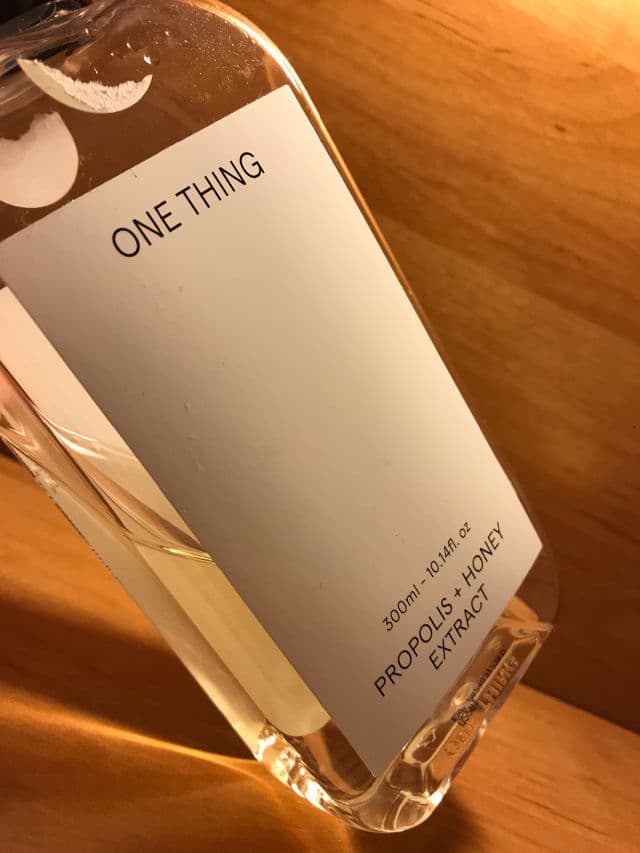 ONE THING
300ml - 10.14fl. oz
PROPOLIS + HONEY
EXTRACT